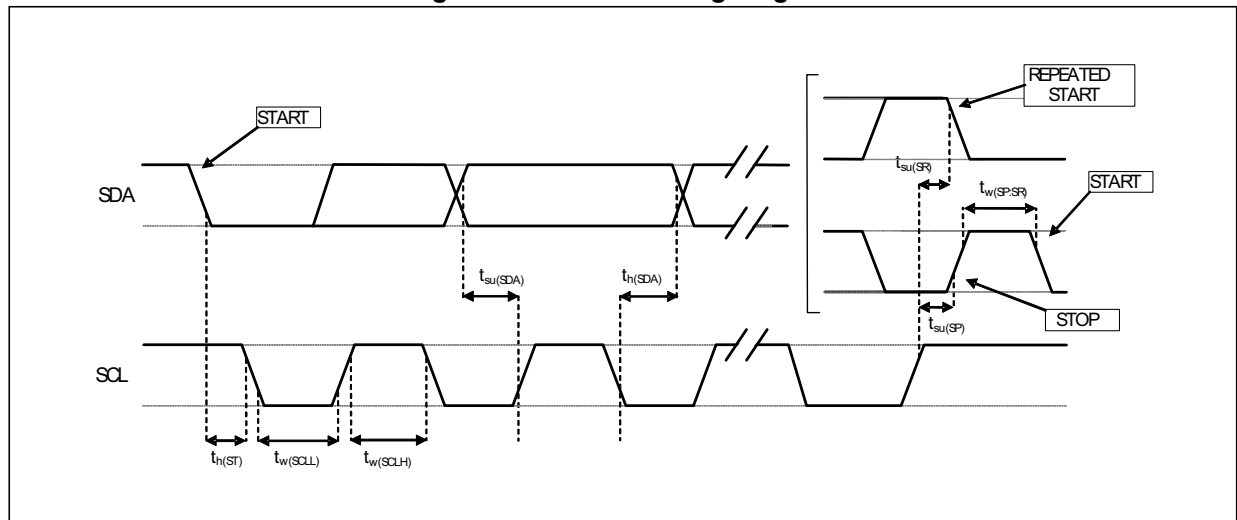 REPEATED
START
START
t_su(SR)
START
t_w(SP:SR)
SDA
t_su(SDA)
t_h(SDA)
t_su(SP)
STOP
SCL
t_h(ST)
t_w(SCLL)
t_w(SCLH)